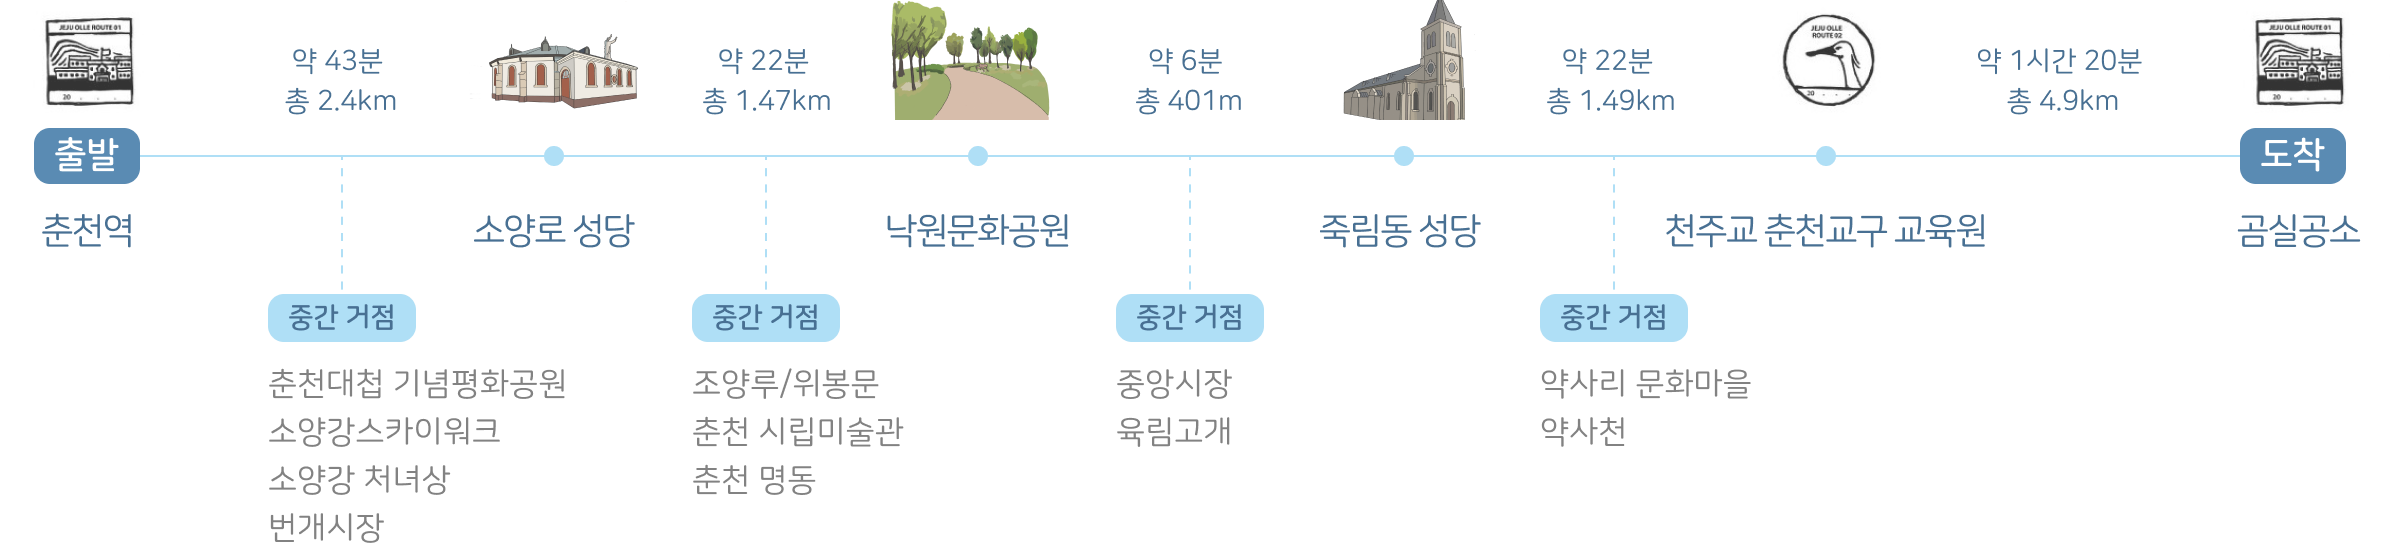 JEJU OLLE ROUTE 01
20 . . .
약 43분
총 2.4km
약 22분
총 1.47km
약 6분
총 401m
약 22분
총 1.49km
JEJU OLLE
ROUTE 02
20 . . .
약 1시간 20분
총 4.9km
JEJU OLLE ROUTE 01
20 . . .
출발
도착
춘천역
소양로 성당
낙원문화공원
죽림동 성당
천주교 춘천교구 교육원
곰실공소
중간 거점
춘천대첩 기념평화공원
소양강스카이워크
소양강 처녀상
번개시장
중간 거점
조양루/위봉문
춘천 시립미술관
춘천 명동
중간 거점
중앙시장
육림고개
중간 거점
약사리 문화마을
약사천